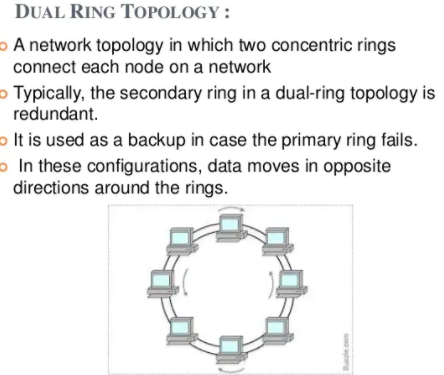 DUAL RING TOPOLOGY :
A network topology in which two concentric rings
connect each node on a network
Typically, the secondary ring in a dual-ring topology is
redundant.
It is used as a backup in case the primary ring fails.
In these configurations, data moves in opposite
directions around the rings.
Buzzle.com